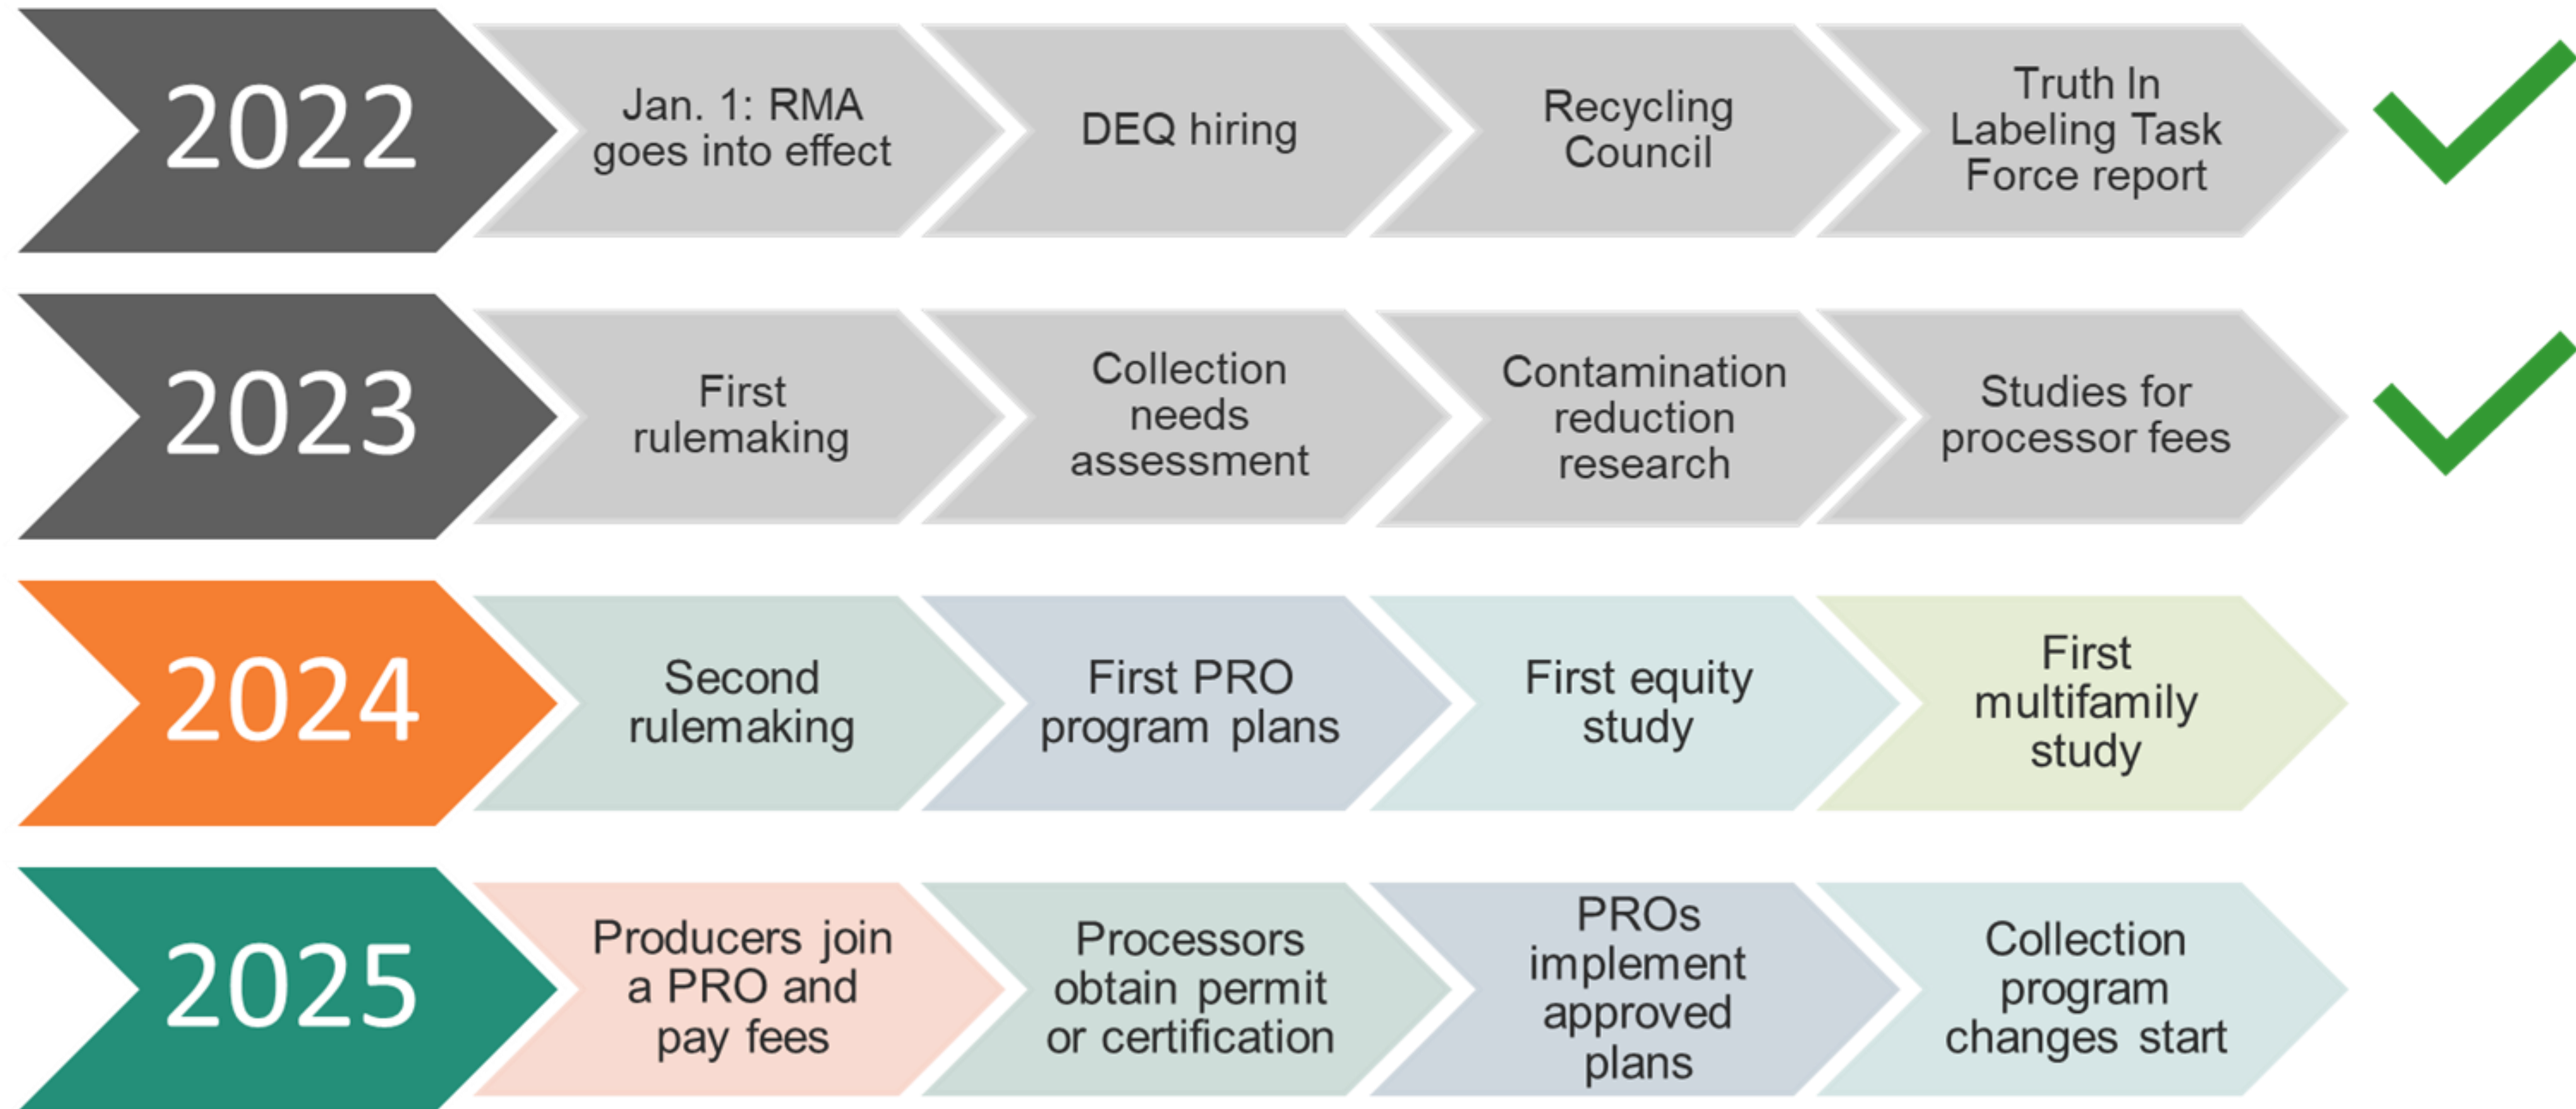 2022
Jan. 1: RMA
goes into effect
DEQ hiring
Recycling
Council
Truth In
Labeling Task
Force report
2023
First
rulemaking
Collection
needs
assessment
Contamination
reduction
research
Studies for
processor fees
2024
Second
rulemaking
First PRO
program plans
First equity
study
First
multifamily
study
2025
Producers join
a PRO and
pay fees
Processors
obtain permit
or certification
PROs
implement
approved
plans
Collection
program
changes start